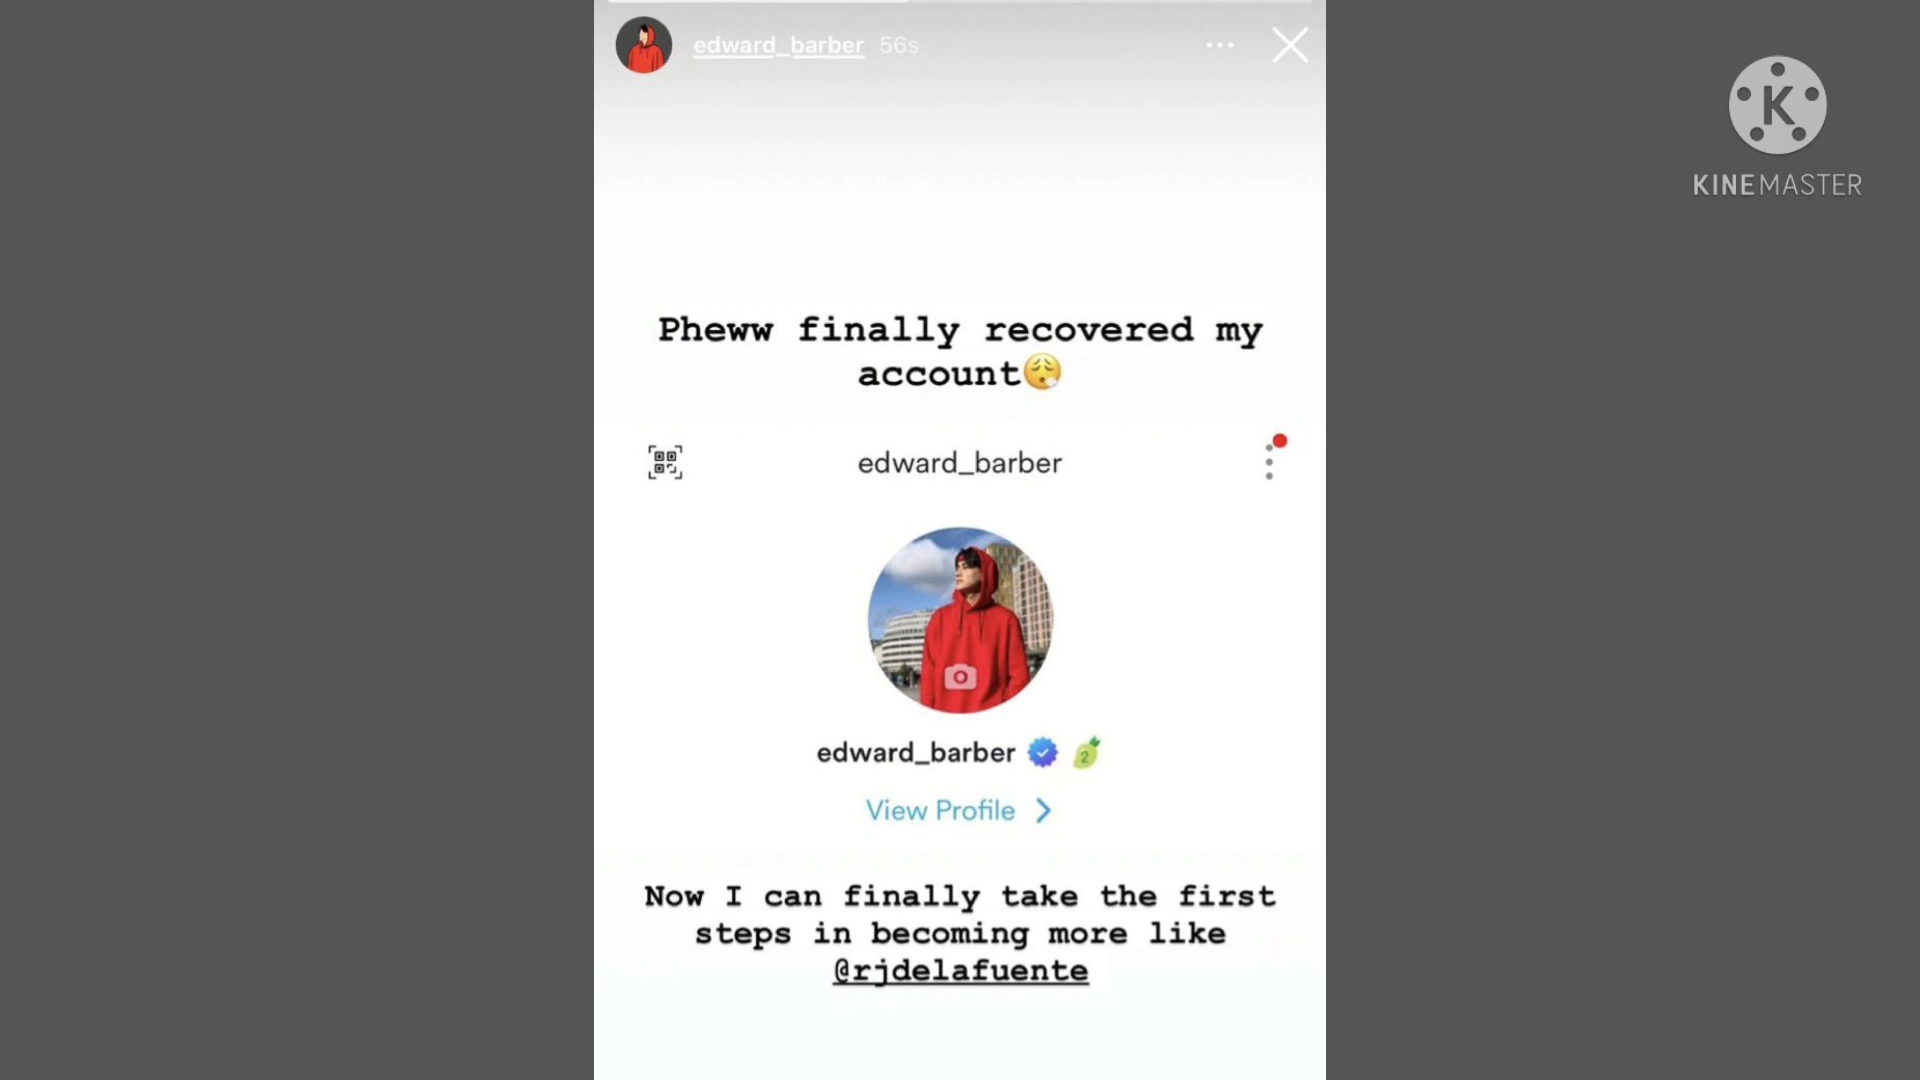 edward_barber 56s
KINEMASTER
Pheww finally recovered my
account😮‍💨
edward_barber
edward_barber 2
View Profile
Now I can finally take the first
steps in becoming more like
@rjdelafuente